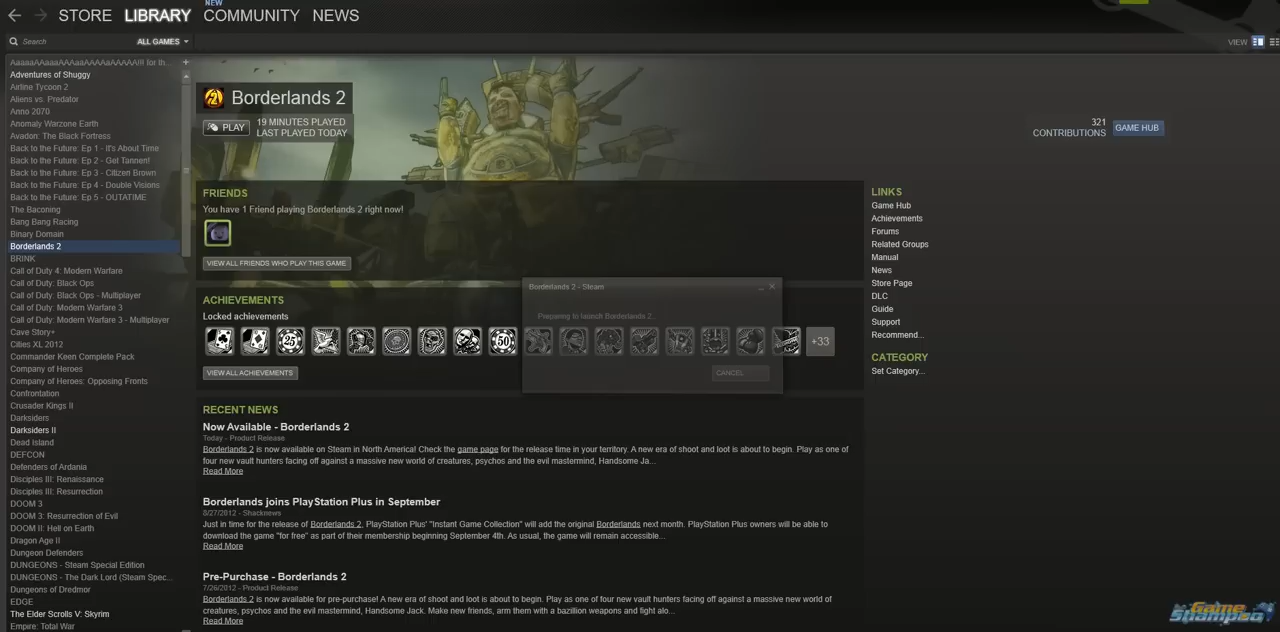 NEW
STORE LIBRARY COMMUNITY NEWS
Search
ALL GAMES
VIEW
Adventures of Shuggy
Airline Tycoon 2
Aliens vs. Predator
Anno 2070
Anomaly Warzone Earth
Avadon: The Black Fortress
Back to the Future: Ep 1 - It's About Time
Back to the Future: Ep 2 - Get Tannen!
Back to the Future: Ep 3 - Citizen Brown
Back to the Future: Ep 4 - Double Visions
Back to the Future: Ep 5 - OUTATIME
The Baconing
Bang Bang Racing
Binary Domain
Borderlands 2
BRINK
Call of Duty 4: Modern Warfare
Call of Duty: Black Ops
Call of Duty: Black Ops - Multiplayer
Call of Duty: Modern Warfare 3
Call of Duty: Modern Warfare 3 - Multiplayer
Cave Story+
Cities XL 2012
Commander Keen Complete Pack
Company of Heroes
Company of Heroes: Opposing Fronts
Confrontation
Crusader Kings II
Darksiders
Darksiders II
Dead Island
DEFCON
Defenders of Ardania
Disciples III: Renaissance
Disciples III: Resurrection
DOOM 3
DOOM 3: Resurrection of Evil
DOOM II: Hell on Earth
Dragon Age II
Dungeon Defenders
DUNGEONS - Steam Special Edition
DUNGEONS - The Dark Lord (Steam Spec...
Dungeons of Dredmor
EDGE
The Elder Scrolls V: Skyrim
Empire: Total War
Borderlands 2
PLAY
19 MINUTES PLAYED
LAST PLAYED TODAY
321
CONTRIBUTIONS
GAME HUB
FRIENDS
You have 1 Friend playing Borderlands 2 right now!
VIEW ALL FRIENDS WHO PLAY THIS GAME
ACHIEVEMENTS
Locked achievements
25
50
+33
VIEW ALL ACHIEVEMENTS
Borderlands 2 - Steam
Preparing to launch Borderlands 2...
CANCEL
RECENT NEWS
Now Available - Borderlands 2
Today - Product Release
Borderlands 2 is now available on Steam in North America! Check the game page for the release time in your territory. A new era of shoot and loot is about to begin. Play as one of
four new vault hunters facing off against a massive new world of creatures, psychos and the evil mastermind, Handsome Ja...
Read More
Borderlands joins PlayStation Plus in September
8/27/2012 - Shacknews
Just in time for the release of Borderlands 2, PlayStation Plus' "Instant Game Collection" will add the original Borderlands next month. PlayStation Plus owners will be able to
download the game "for free" as part of their membership beginning September 4th. As usual, the game will remain accessible...
Read More
Pre-Purchase - Borderlands 2
7/26/2012 - Product Release
Borderlands 2 is now available for pre-purchase! A new era of shoot and loot is about to begin. Play as one of four new vault hunters facing off against a massive new world of
creatures, psychos and the evil mastermind, Handsome Jack. Make new friends, arm them with a bazillion weapons and fight alo...
Read More
LINKS
Game Hub
Achievements
Forums
Related Groups
Manual
News
Store Page
DLC
Guide
Support
Recommend...
CATEGORY
Set Category...
Game